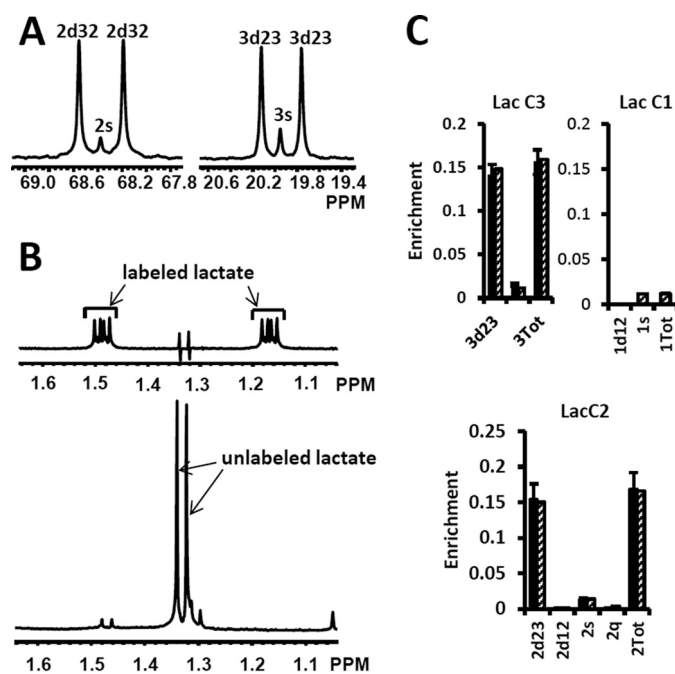 A
2d32 2d32
2s
69.0 68.6 68.2 67.8
3d23 3d23
3s
20.6 20.2 19.8 19.4
PPM
B
labeled lactate
1.6 1.5 1.4 1.3 1.2 1.1 PPM
unlabeled lactate
1.6 1.5 1.4 1.3 1.2 1.1 PPM
C
Lac C3
Enrichment
0.2
0.15
0.1
0.05
0
3d23 3Tot
Lac C1
0.2
0.15
0.1
0.05
0
1d12 1s 1Tot
LacC2
Enrichment
0.25
0.2
0.15
0.1
0.05
0
2d23 2d12 2s 2q 2Tot